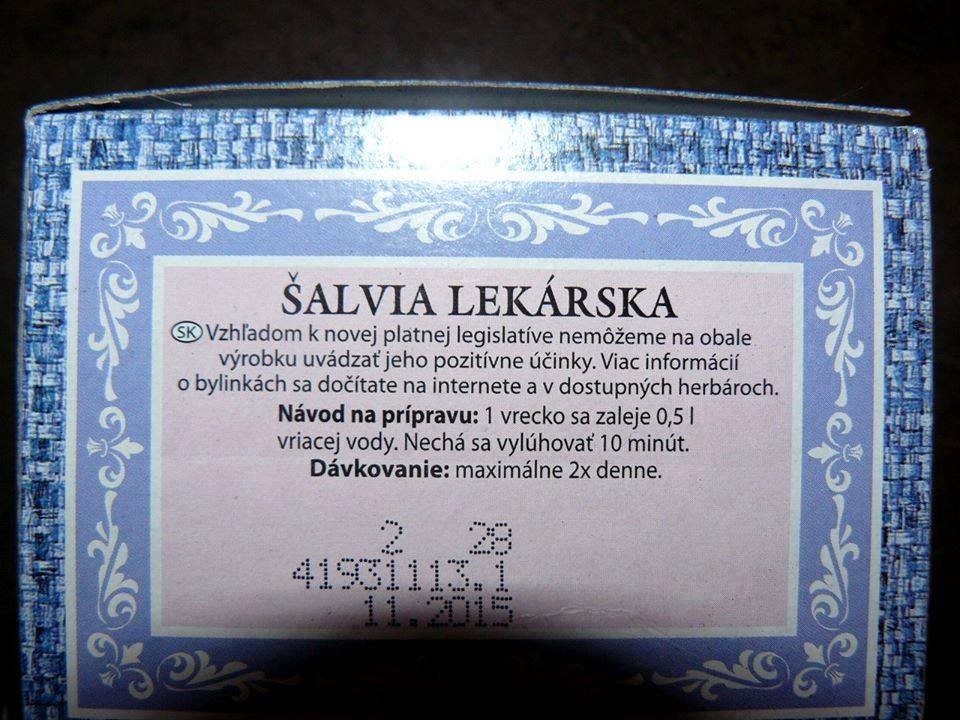 ŠALVIA LEKÁRSKA
SK Vzhľadom k novej platnej legislatíve nemôžeme na obale
výrobku uvádzať jeho pozitívne účinky. Viac informácií
o bylinkách sa dočítate na internete a v dostupných herbároch.
Návod na prípravu: 1 vrecko sa zaleje 0,5 l
vriacej vody. Nechá sa vylúhovať 10 minút.
Dávkovanie: maximálne 2x denne.
2 28
41931113.1
11.2015